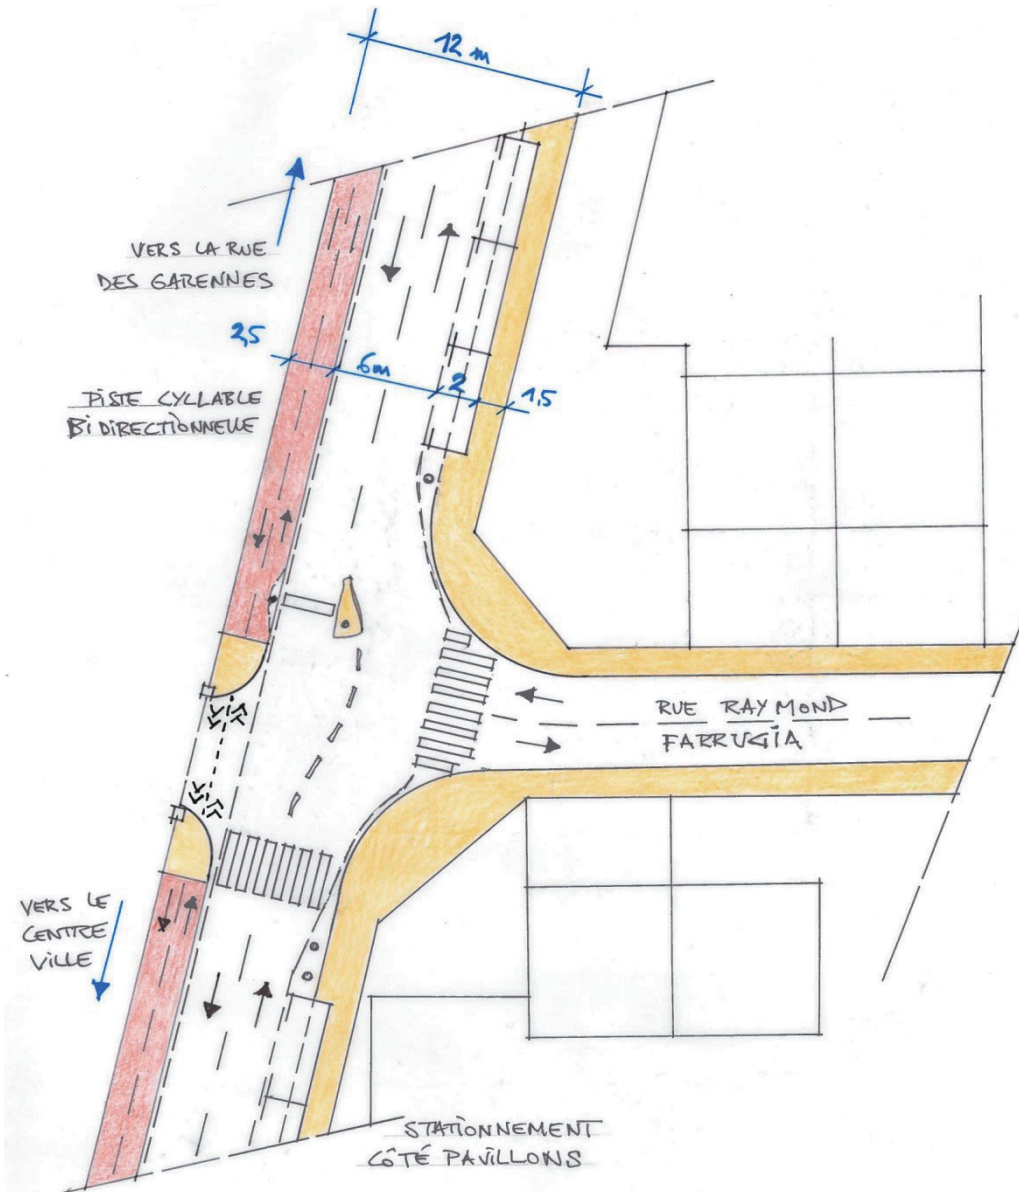 12 m
VERS LA RUE
DES GARENNES
2,5
6m
2
1,5
PISTE CYLLABLE
BIDIRECTIONNELLE
RUE RAYMOND
FARRUGIA
VERS LE
CENTRE
VILLE
STATIONNEMENT
CÔTÉ PAVILLONS